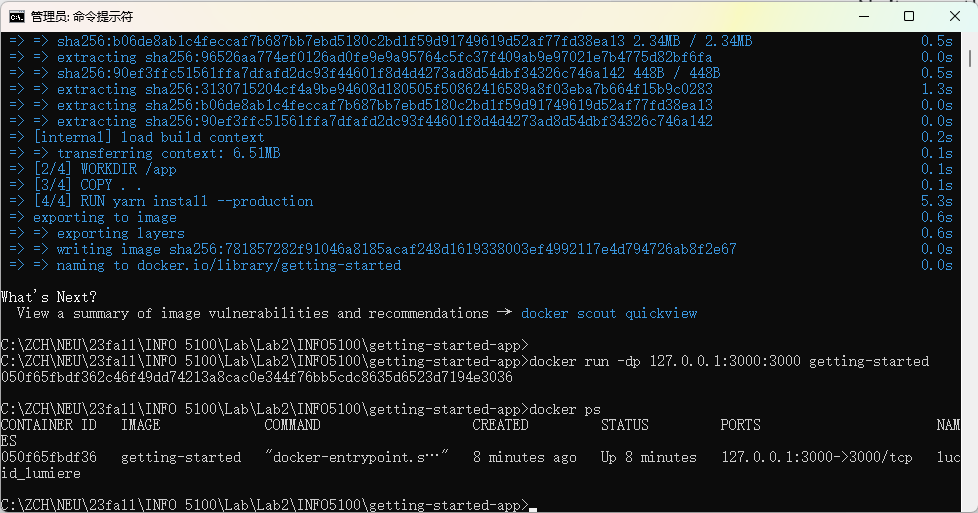 管理员: 命令提示符
=> => sha256:b06de8ab1c4feccaf7b687bb7ebd5180c2bd1f59d91749619d52af77fd38ea13 2.34MB / 2.34MB 0.5s
=> => extracting sha256:96526aa774ef0126ad0fe9e9a95764c5fc37f409ab9e97021e7b4775d82bf6fa 0.0s
=> => sha256:90ef3ffc51561ffa7dfafd2dc93f44601f8d4d4273ad8d54dbf34326c746a142 448B / 448B 0.5s
=> => extracting sha256:3130715204cf4a9be94608d180505f50862416589a8f03eba7b664f15b9c0283 1.3s
=> => extracting sha256:b06de8ab1c4feccaf7b687bb7ebd5180c2bd1f59d91749619d52af77fd38ea13 0.0s
=> => extracting sha256:90ef3ffc51561ffa7dfafd2dc93f44601f8d4d4273ad8d54dbf34326c746a142 0.0s
=> [internal] load build context 0.2s
=> => transferring context: 6.51MB 0.1s
=> [2/4] WORKDIR /app 0.1s
=> [3/4] COPY . . 0.1s
=> [4/4] RUN yarn install --production 5.3s
=> exporting to image 0.6s
=> => exporting layers 0.6s
=> => writing image sha256:781857282f91046a8185acaf248d1619338003ef4992117e4d794726ab8f2e67 0.0s
=> => naming to docker.io/library/getting-started 0.0s
What's Next?
View a summary of image vulnerabilities and recommendations → docker scout quickview
C:\ZCH\NEU\23fall\INFO 5100\Lab\Lab2\INFO5100\getting-started-app>
C:\ZCH\NEU\23fall\INFO 5100\Lab\Lab2\INFO5100\getting-started-app>docker run -dp 127.0.0.1:3000:3000 getting-started
050f65fbdf362c46f49dd74213a8cac0e344f76bb5cdc8635d6523d7194e3036
C:\ZCH\NEU\23fall\INFO 5100\Lab\Lab2\INFO5100\getting-started-app>docker ps
CONTAINER ID IMAGE COMMAND CREATED STATUS PORTS NAM
ES
050f65fbdf36 getting-started "docker-entrypoint.s…" 8 minutes ago Up 8 minutes 127.0.0.1:3000->3000/tcp luc
id_lumiere
C:\ZCH\NEU\23fall\INFO 5100\Lab\Lab2\INFO5100\getting-started-app>